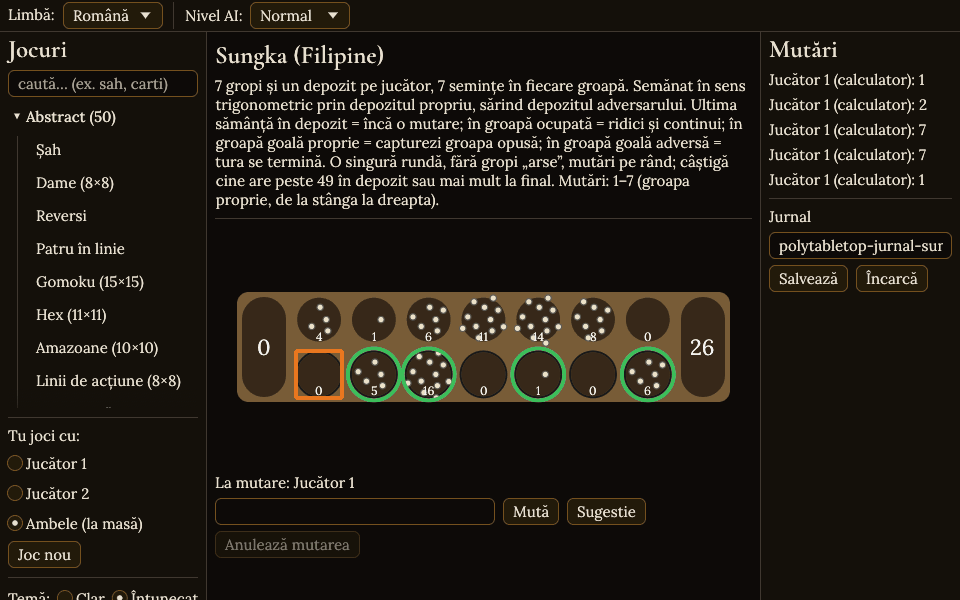 Limbă:
Română
Nivel AI:
Normal
Jocuri
caută... (ex. sah, carti)
Abstract (50)
Șah
Dame (8×8)
Reversi
Patru în linie
Gomoku (15×15)
Hex (11×11)
Amazoane (10×10)
Linii de acțiune (8×8)
Tu joci cu:
Jucător 1
Jucător 2
Ambele (la masă)
Joc nou
Temă:
Clar
Întunecat
Sungka (Filipine)
7 gropi și un depozit pe jucător, 7 semințe în fiecare groapă. Semănat în sens
trigonometric prin depozitul propriu, sărind depozitul adversarului. Ultima
sămânță în depozit = încă o mutare; în groapă ocupată = ridici și continui; în
groapă goală proprie = capturezi groapa opusă; în groapă goală adversă =
tura se termină. O singură rundă, fără gropi „arse”, mutări pe rând; câștigă
cine are peste 49 în depozit sau mai mult la final. Mutări: 1–7 (groapa
proprie, de la stânga la dreapta).
4 1 6 11 14 8 0
0 26
0 5 16 0 1 0 6
La mutare: Jucător 1
Mută
Sugestie
Anulează mutarea
Mutări
Jucător 1 (calculator): 1
Jucător 1 (calculator): 2
Jucător 1 (calculator): 7
Jucător 1 (calculator): 7
Jucător 1 (calculator): 1
Jurnal
polytabletop-jurnal-sur
Salvează
Încarcă